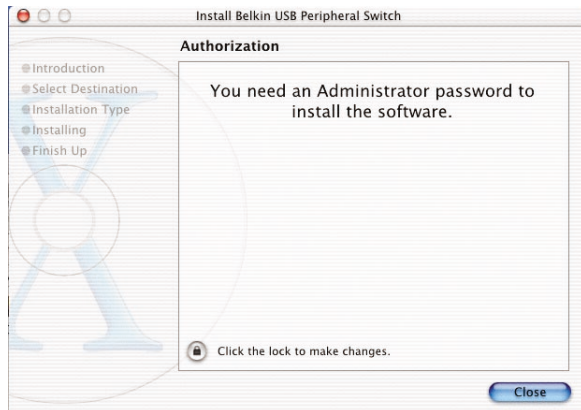 Install Belkin USB Peripheral Switch
Authorization
Introduction
Select Destination
Installation Type
Installing
Finish Up
You need an Administrator password to
install the software.
Click the lock to make changes.
Close